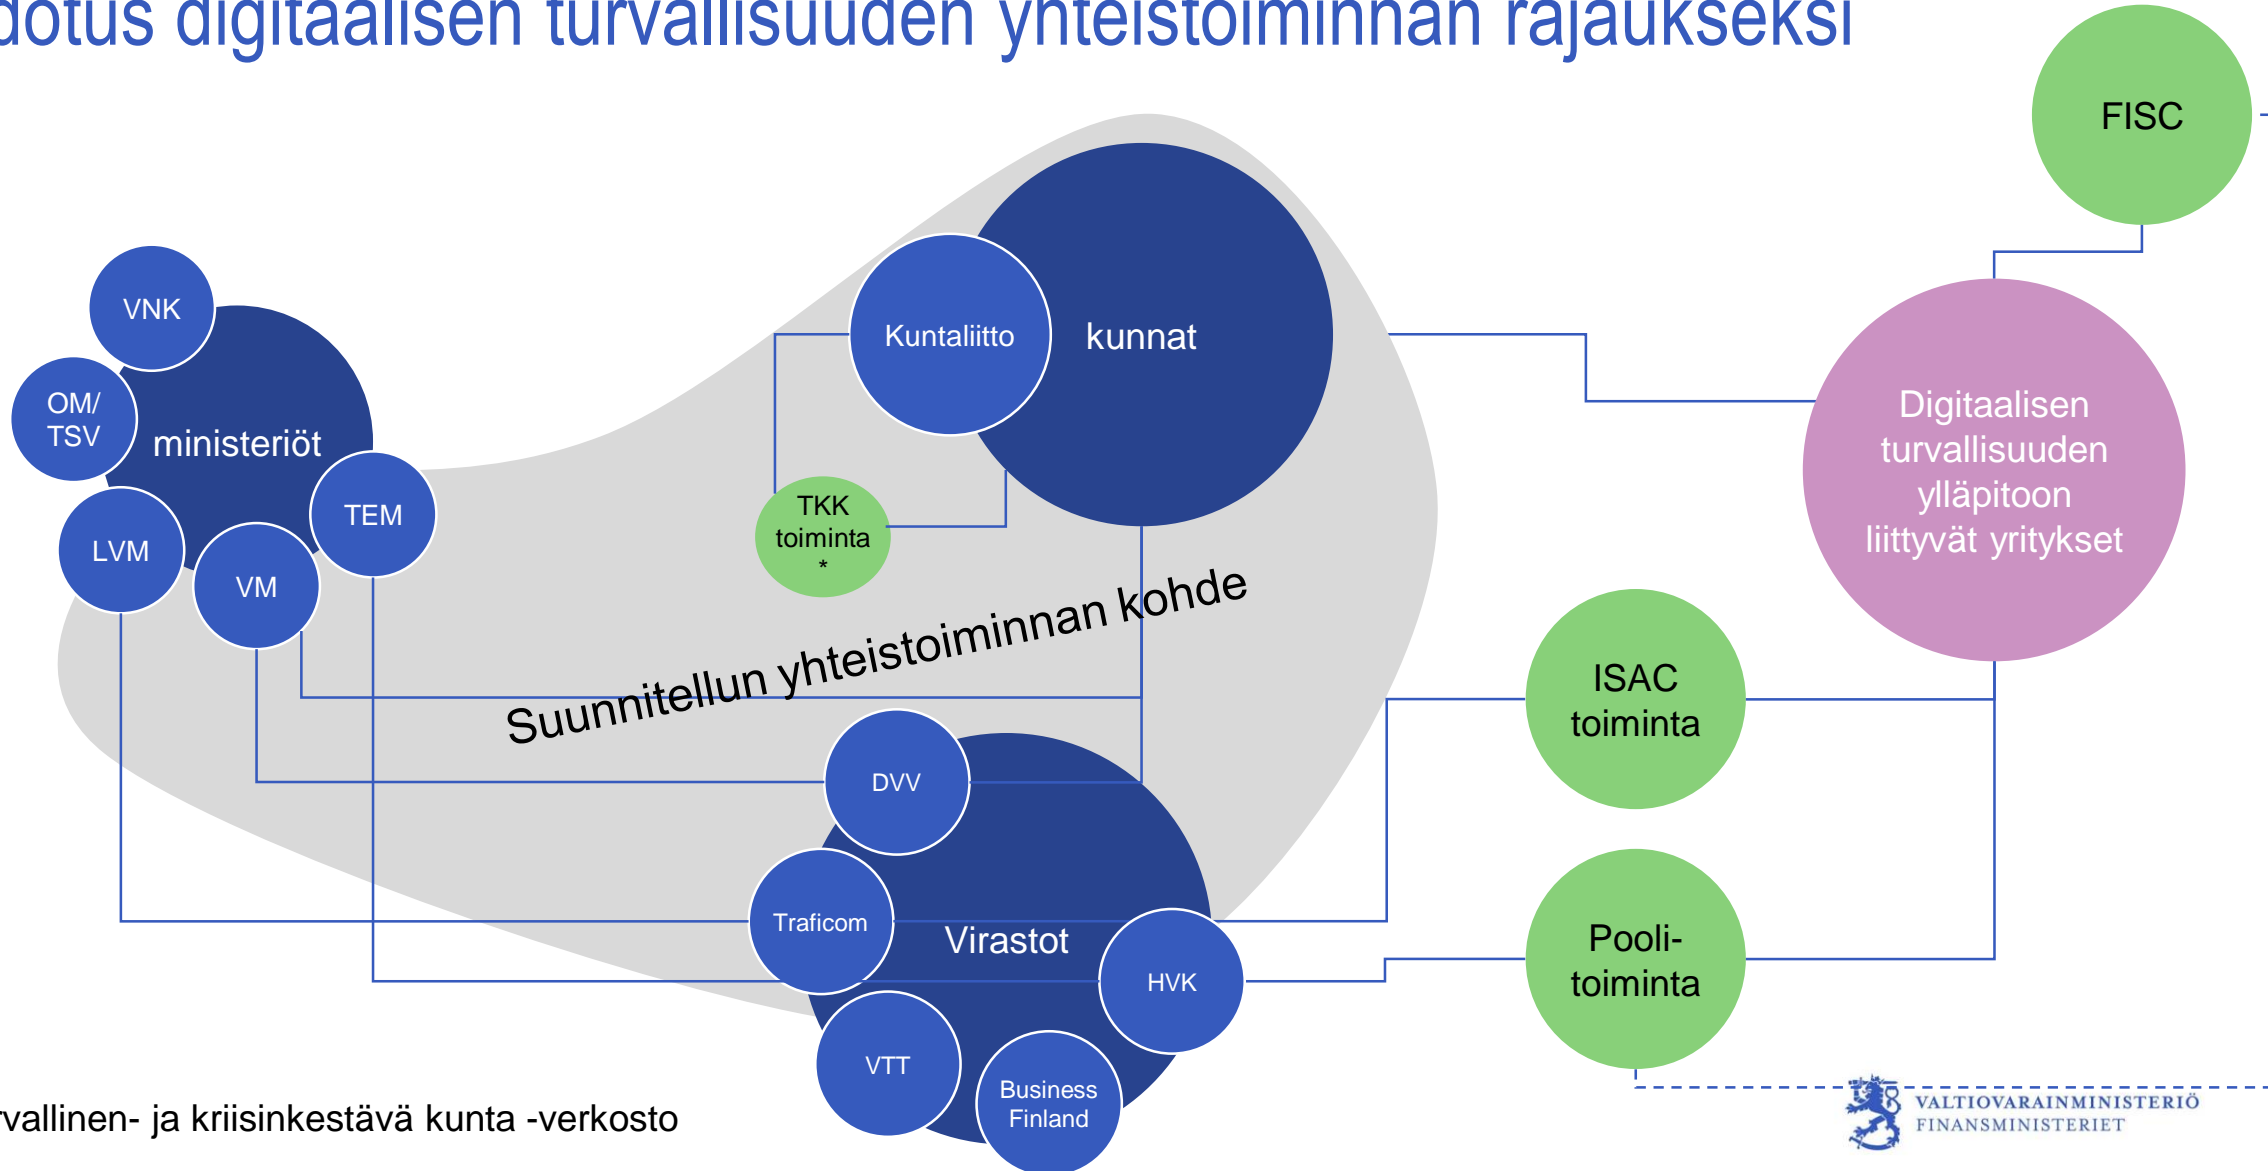 dotus digitaalisen turvallisuuden yhteistoiminnan rajaukseksi
FISC
VNK
OM/
TSV
ministeriöt
LVM
VM
TEM
Kuntaliitto
kunnat
TKK
toiminta
*
Suunnitellun yhteistoiminnan kohde
Digitaalisen
turvallisuuden
ylläpitoon
liittyvät yritykset
ISAC
toiminta
DVV
Traficom
Virastot
HVK
VTT
Business
Finland
Pooli-
toiminta
rvallinen- ja kriisinkestävä kunta -verkosto
VALTIOVARAINMINISTERIÖ
FINANSMINISTERIET